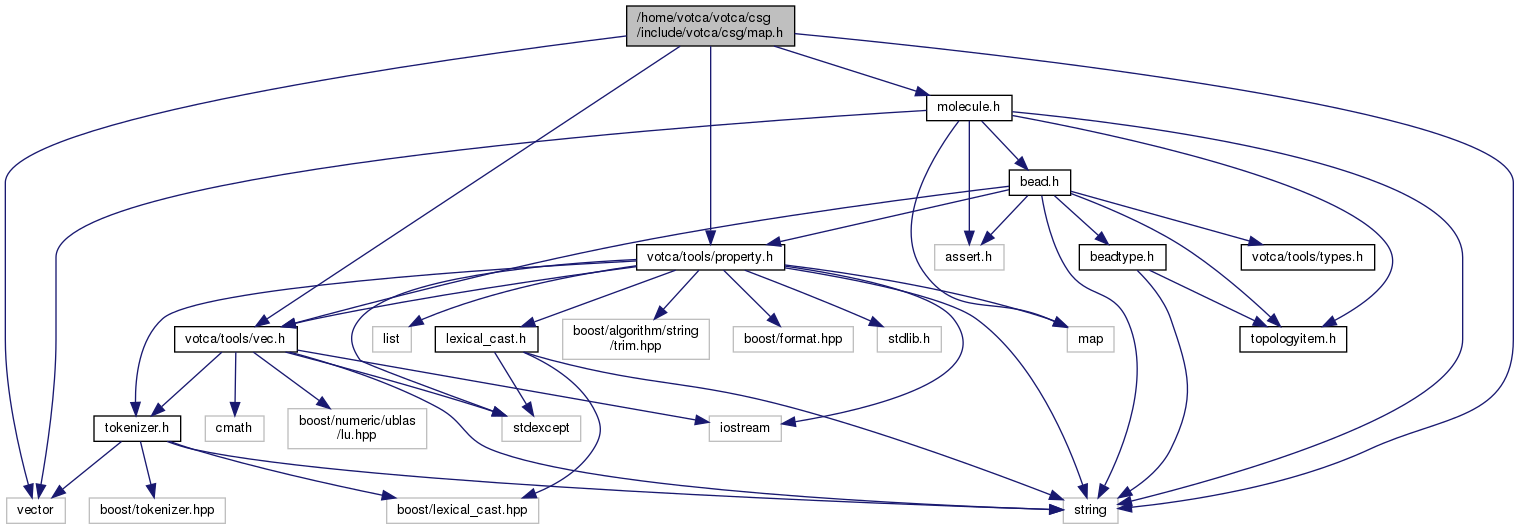 /home/votca/votca/csg
/include/votca/csg/map.h
molecule.h
bead.h
votca/tools/property.h
assert.h
beadtype.h
votca/tools/types.h
votca/tools/vec.h
list
lexical_cast.h
boost/algorithm/string
/trim.hpp
boost/format.hpp
stdlib.h
map
topologyitem.h
tokenizer.h
cmath
boost/numeric/ublas
/lu.hpp
stdexcept
iostream
vector
boost/tokenizer.hpp
boost/lexical_cast.hpp
string